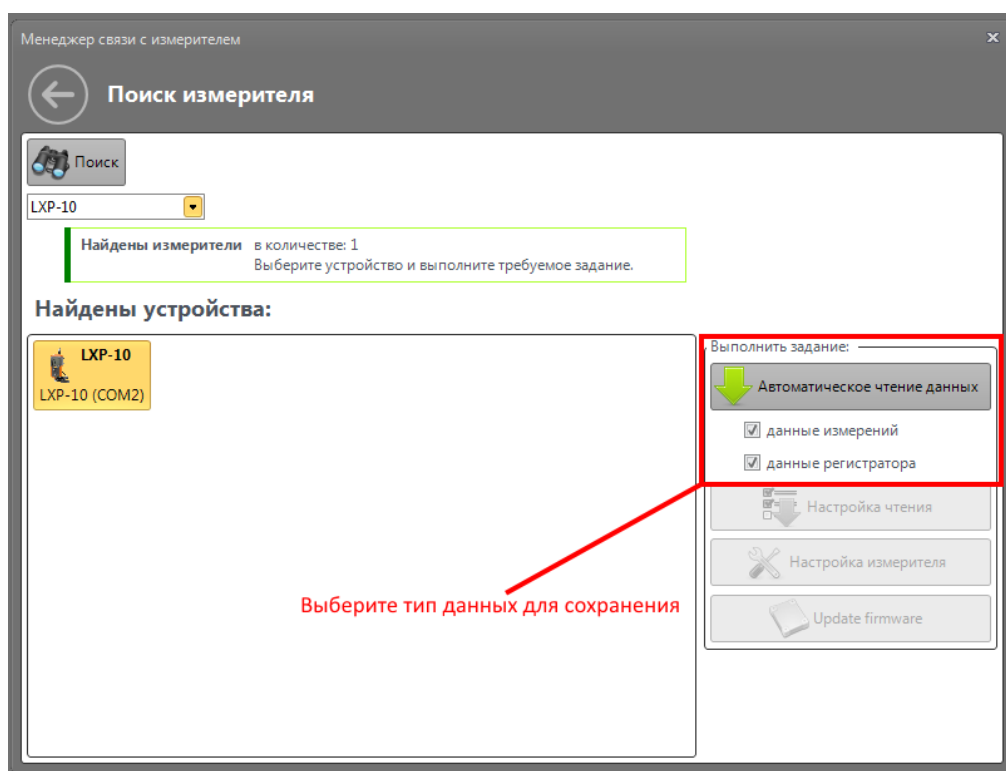 Менеджер связи с измерителем
x
Поиск измерителя
Поиск
LXP-10
Найдены измерители в количестве: 1
Выберите устройство и выполните требуемое задание.
Найдены устройства:
LXP-10
LXP-10 (COM2)
Выполнить задание:
Автоматическое чтение данных
данные измерений
данные регистратора
Настройка чтения
Настройка измерителя
Update firmware
Выберите тип данных для сохранения